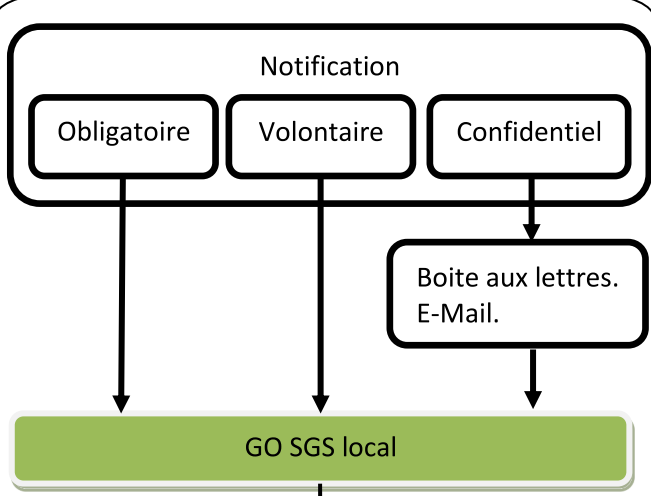 Notification
Obligatoire
Volontaire
Confidentiel
Boite aux lettres.
E-Mail.
GO SGS local